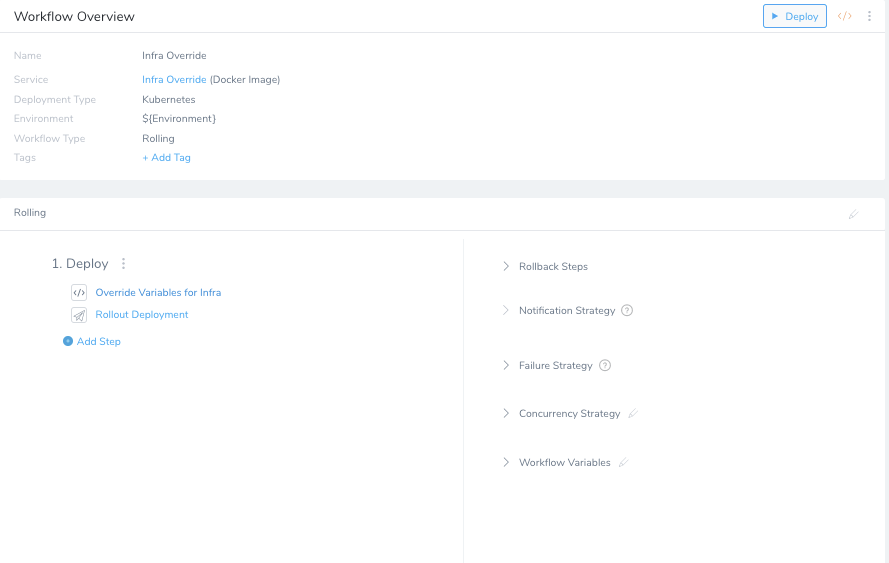 Workflow Overview
Deploy </>
Name Infra Override
Service Infra Override (Docker Image)
Deployment Type Kubernetes
Environment ${Environment}
Workflow Type Rolling
Tags + Add Tag
Rolling
1. Deploy
</> Override Variables for Infra
Rollout Deployment
+ Add Step
Rollback Steps
Notification Strategy ?
Failure Strategy ?
Concurrency Strategy
Workflow Variables